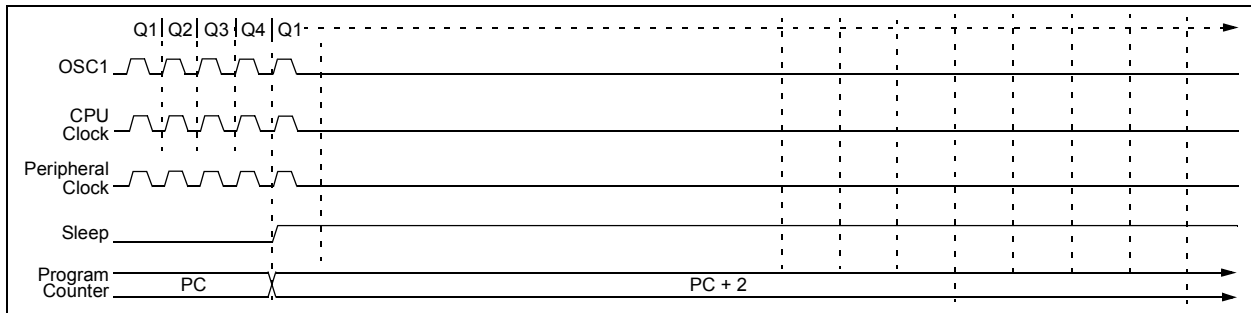 Q1 Q2 Q3 Q4 Q1
OSC1
CPU
Clock
Peripheral
Clock
Sleep
Program
Counter
PC
PC + 2